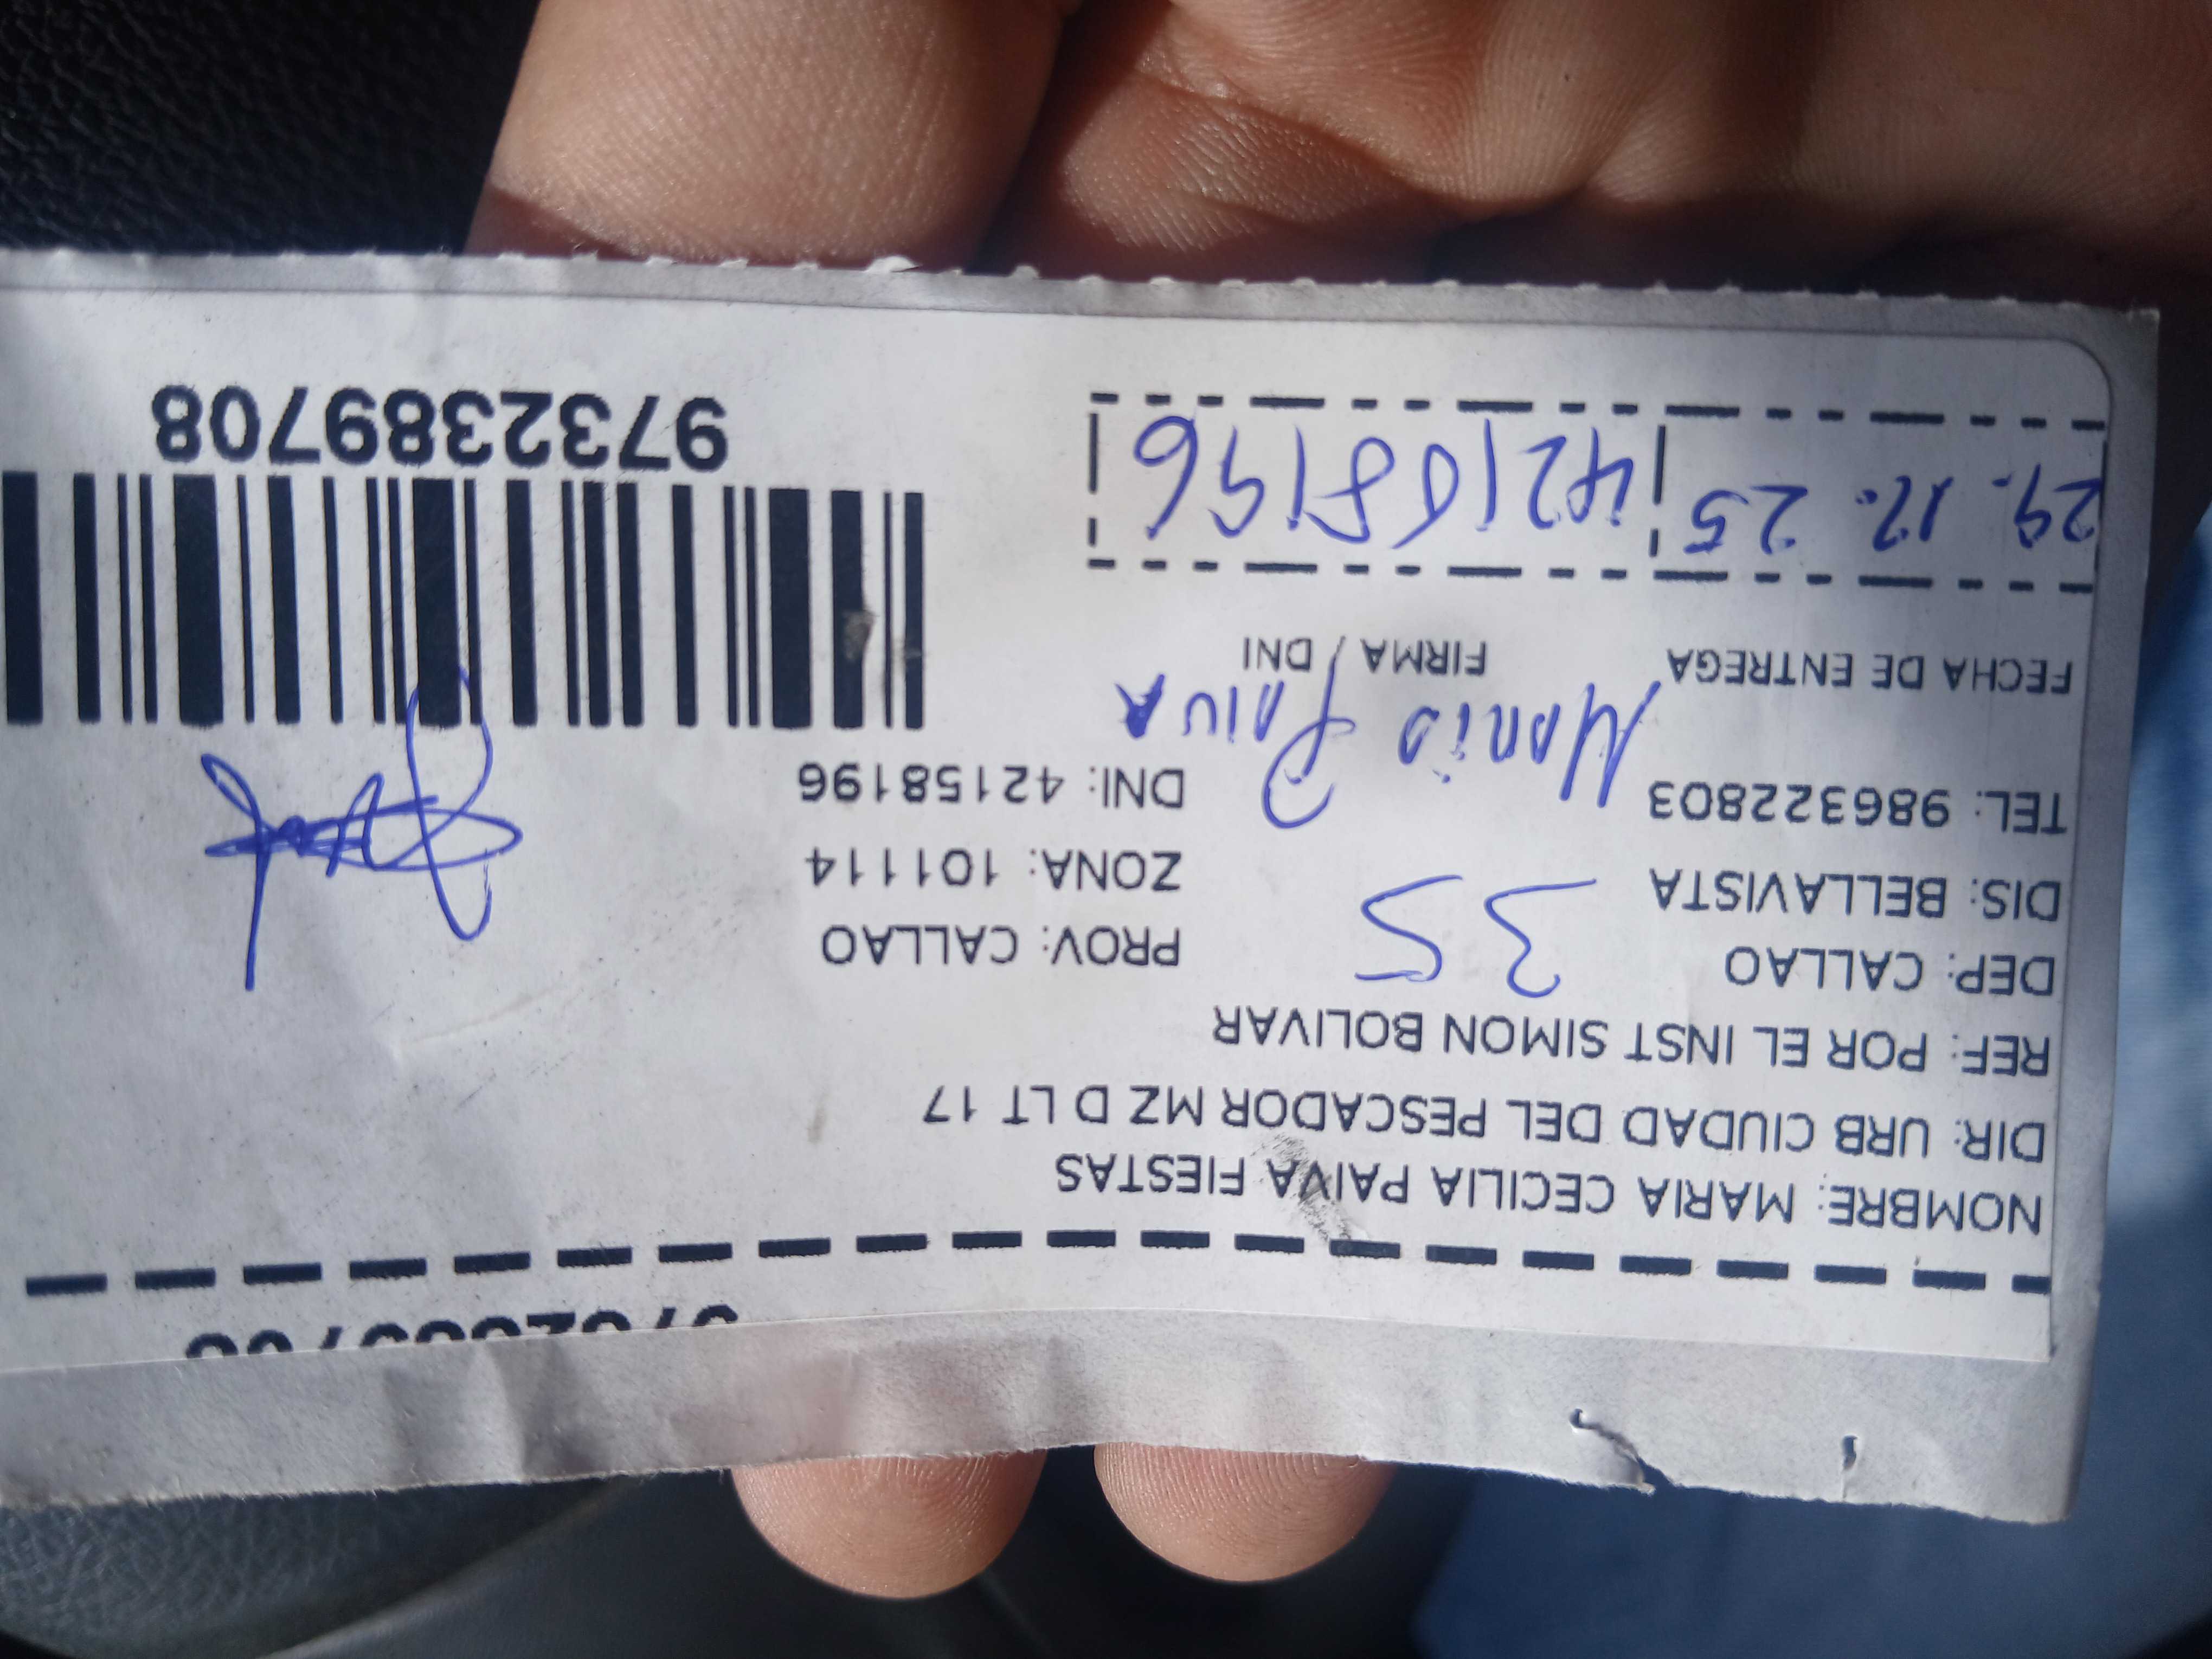 NOMBRE: MARIA CECILIA PAIVA FIESTAS
DIR: URB CIUDAD DEL PESCADOR MZ D LT 17
REF: POR EL INST SIMON BOLIVAR
DEP: CALLAO PROV: CALLAO
35
DIS: BELLAVISTA ZONA: 101114
TEL: 986322803 DNI: 42158196
Maria Paiva
FECHA DE ENTREGA FIRMA / DNI
29. 12. 25 42158196
9732389708